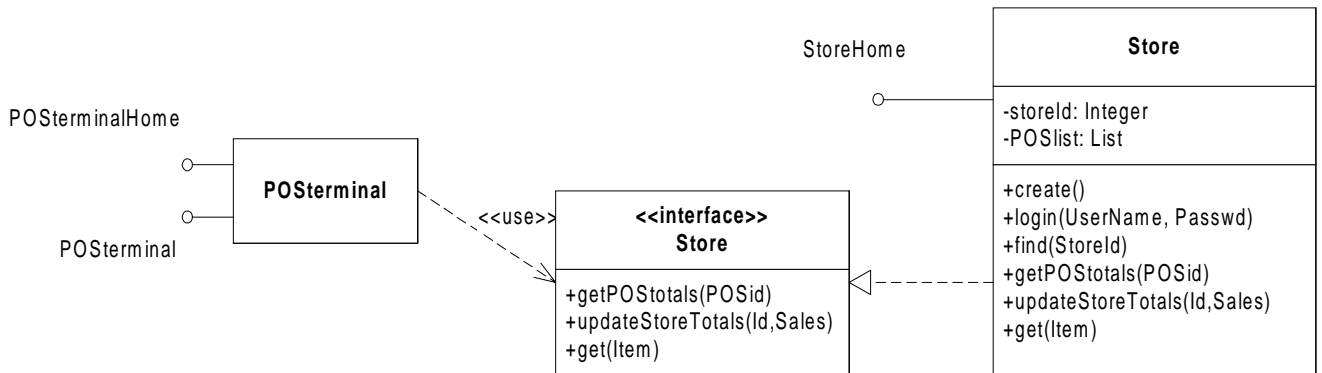 StoreHome
Store
-storeId: Integer
-POSlist: List
+create()
+login(UserName, Passwd)
+find(StoreId)
+getPOStotals(POSid)
+updateStoreTotals(Id,Sales)
+get(Item)
POSterminalHome
POSterminal
POSterminal
<<use>>
<<interface>>
Store
+getPOStotals(POSid)
+updateStoreTotals(Id,Sales)
+get(Item)